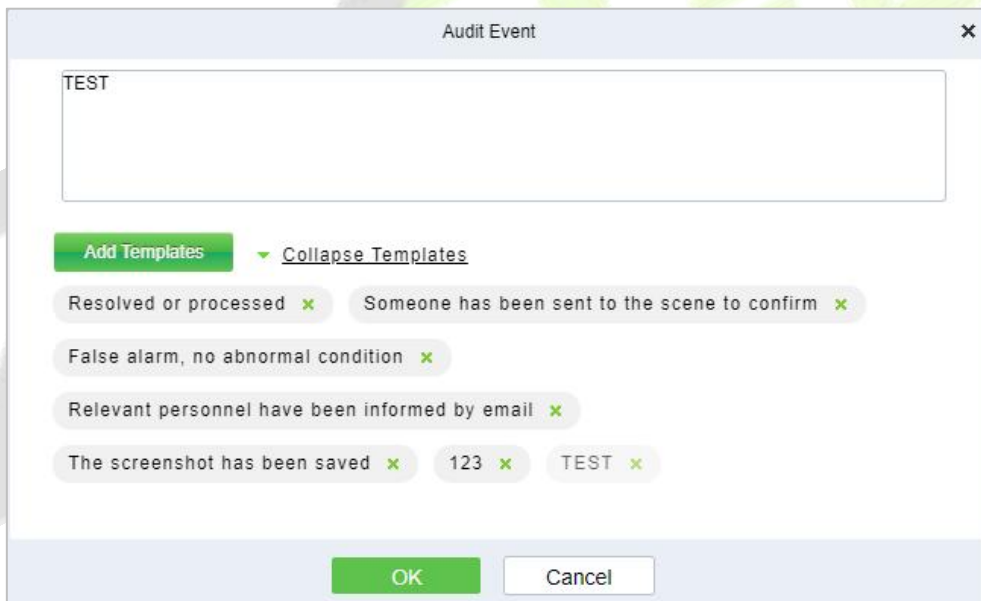 Audit Event
TEST
Add Templates Collapse Templates
Resolved or processed Someone has been sent to the scene to confirm
False alarm, no abnormal condition
Relevant personnel have been informed by email
The screenshot has been saved 123 TEST
OK Cancel